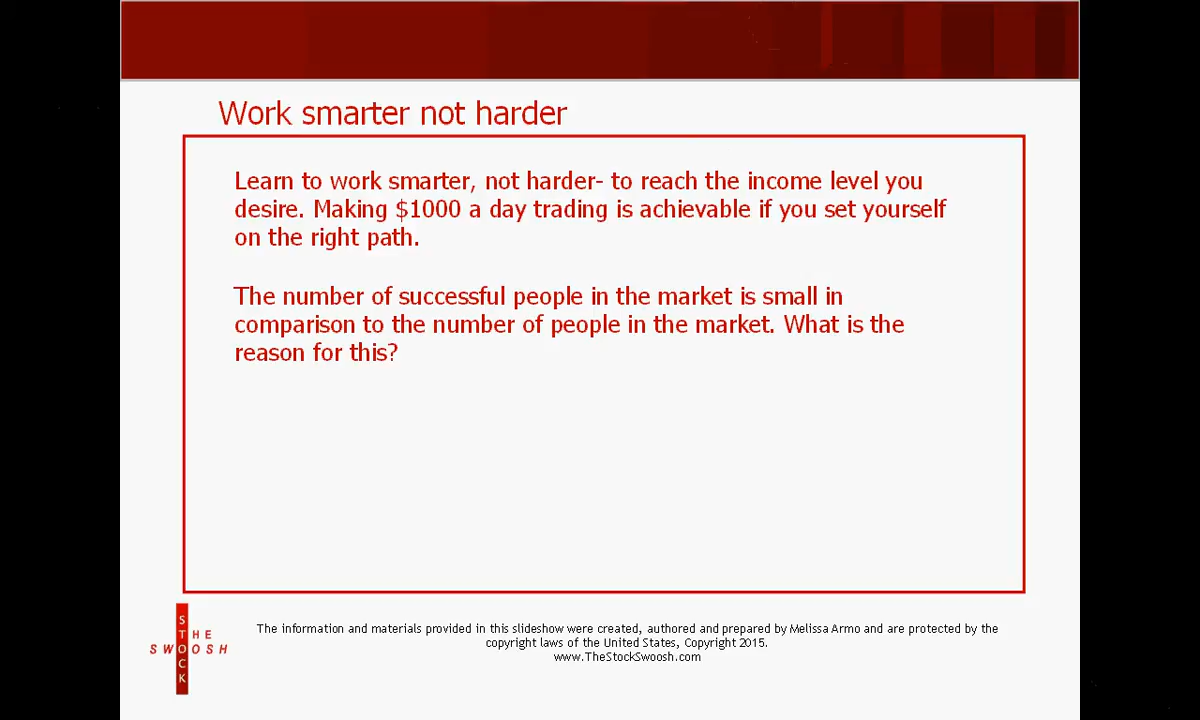 Work smarter not harder
Learn to work smarter, not harder- to reach the income level you
desire. Making $1000 a day trading is achievable if you set yourself
on the right path.
The number of successful people in the market is small in
comparison to the number of people in the market. What is the
reason for this?
THE
STOCK
SWOOSH
The information and materials provided in this slideshow were created, authored and prepared by Melissa Armo and are protected by the
copyright laws of the United States, Copyright 2015.
www.TheStockSwoosh.com